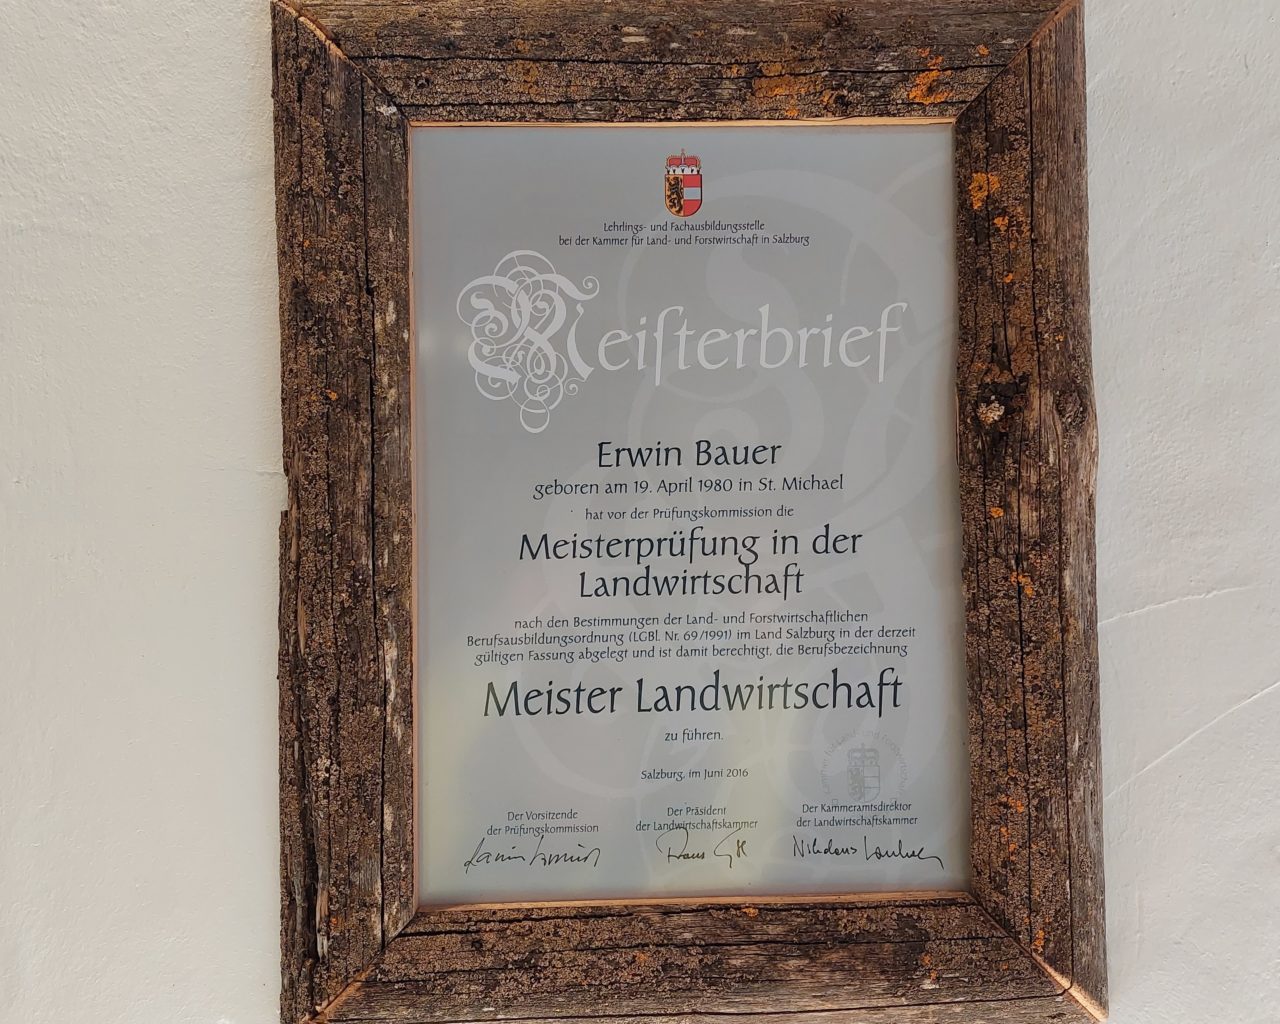 Lehrlings- und Fachausbildungsstelle
bei der Kammer für Land- und Forstwirtschaft in Salzburg
Meiſterbrief
Erwin Bauer
geboren am 19. April 1980 in St. Michael
hat vor der Prüfungskommission die
Meisterprüfung in der
Landwirtschaft
nach den Bestimmungen der Land- und Forstwirtschaftlichen
Berufsausbildungsordnung (LGBl. Nr. 69/1991) im Land Salzburg in der derzeit
gültigen Fassung abgelegt und ist damit berechtigt, die Berufsbezeichnung
Meister Landwirtschaft
zu führen.
Salzburg, im Juni 2016
Der Vorsitzende
der Prüfungskommission
Der Präsident
der Landwirtschaftskammer
Der Kammeramtsdirektor
der Landwirtschaftskammer